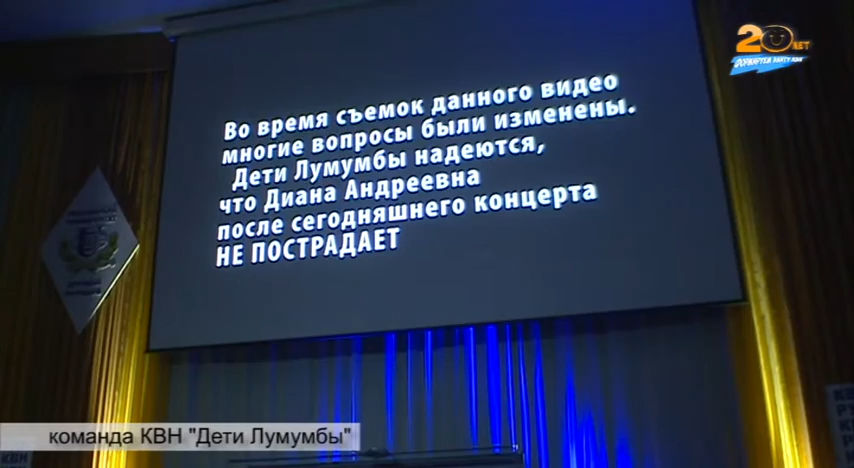 20 ЛЕТ
Во время съемок данного видео
многие вопросы были изменены.
Дети Лумумбы надеются,
что Диана Андреевна
после сегодняшнего концерта
НЕ ПОСТРАДАЕТ
команда КВН "Дети Лумумбы"
КВН